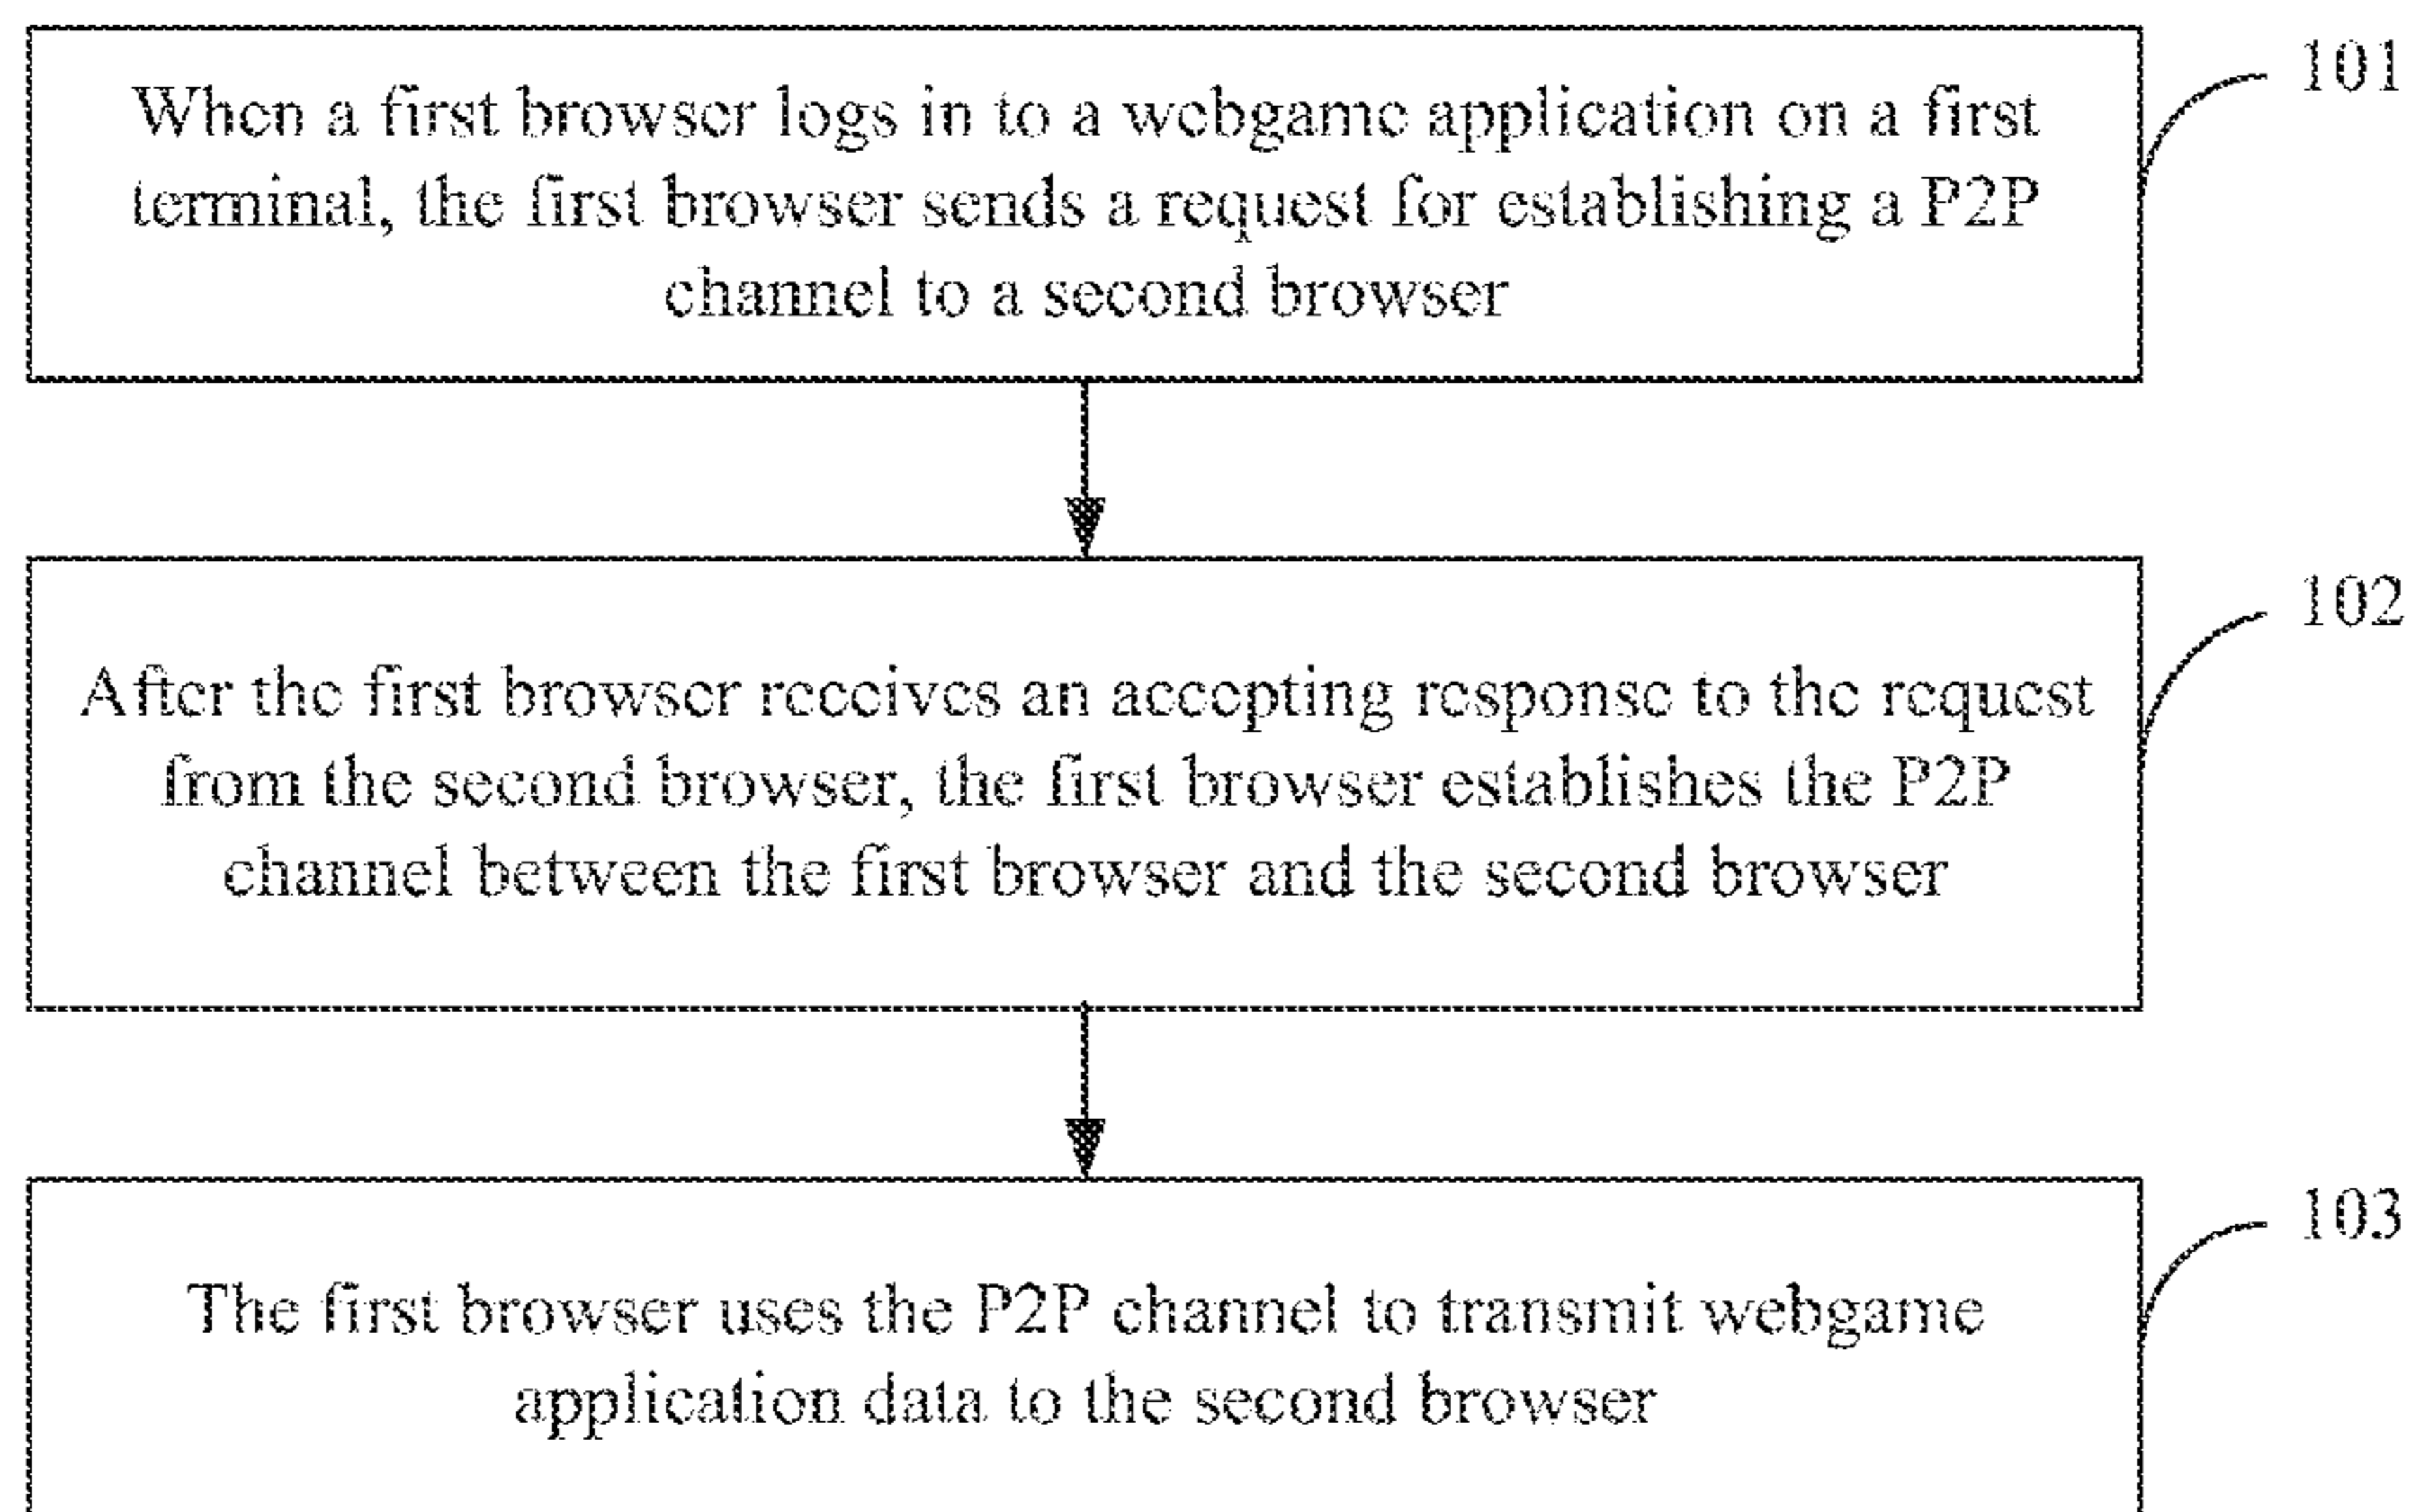 When a first browser logs in to a webgame application on a first
terminal, the first browser sends a request for establishing a P2P
channel to a second browser
101
After the first browser receives an accepting response to the request
from the second browser, the first browser establishes the P2P
channel between the first browser and the second browser
102
The first browser uses the P2P channel to transmit webgame
application data to the second browser
103